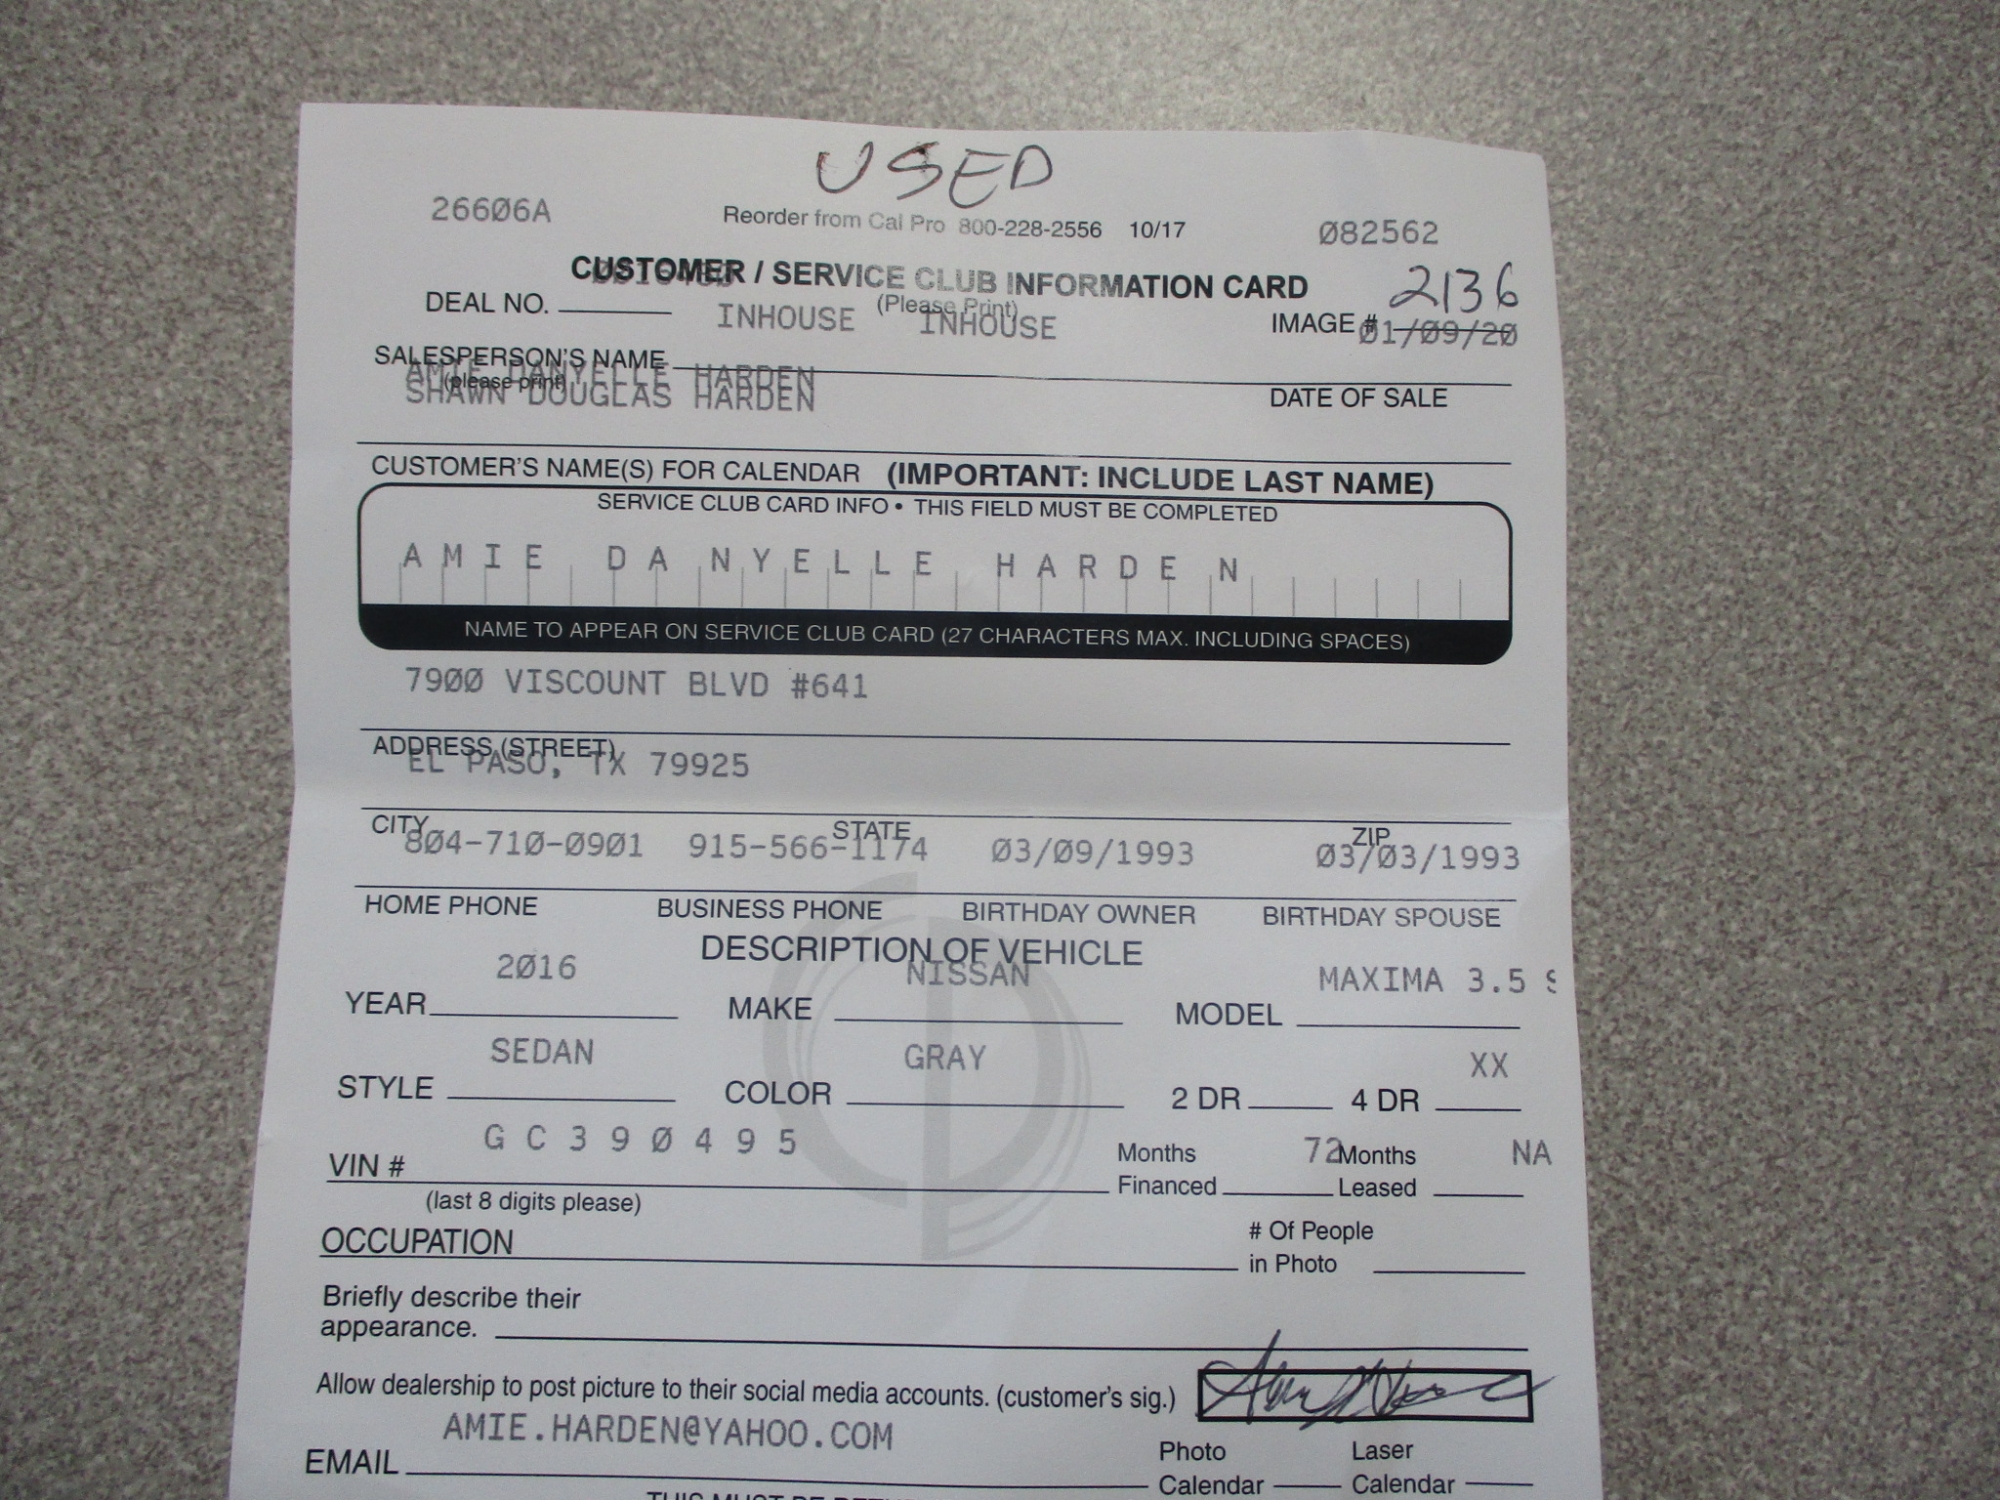 USED
26606A Reorder from Cal Pro 800-228-2556 10/17 082562
CUSTOMER / SERVICE CLUB INFORMATION CARD 2136
DEAL NO. INHOUSE (Please Print) INHOUSE IMAGE # 01/09/20
SALESPERSON'S NAME
AMIE DANYELLE HARDEN
(please print)
SHAWN DOUGLAS HARDEN DATE OF SALE
CUSTOMER'S NAME(S) FOR CALENDAR (IMPORTANT: INCLUDE LAST NAME)
SERVICE CLUB CARD INFO • THIS FIELD MUST BE COMPLETED
AMIE DANYELLE HARDEN
NAME TO APPEAR ON SERVICE CLUB CARD (27 CHARACTERS MAX. INCLUDING SPACES)
7900 VISCOUNT BLVD #641
ADDRESS (STREET)
EL PASO, TX 79925
CITY STATE ZIP
804-710-0901 915-566-1174 03/09/1993 03/03/1993
HOME PHONE BUSINESS PHONE BIRTHDAY OWNER BIRTHDAY SPOUSE
DESCRIPTION OF VEHICLE
2016 NISSAN MAXIMA 3.5 S
YEAR MAKE MODEL
SEDAN GRAY XX
STYLE COLOR 2 DR 4 DR
GC390495 Months 72 Months NA
VIN # Financed Leased
(last 8 digits please)
OCCUPATION # Of People
in Photo
Briefly describe their
appearance.
Allow dealership to post picture to their social media accounts. (customer's sig.)
AMIE.HARDEN@YAHOO.COM
EMAIL Photo Laser
Calendar Calendar